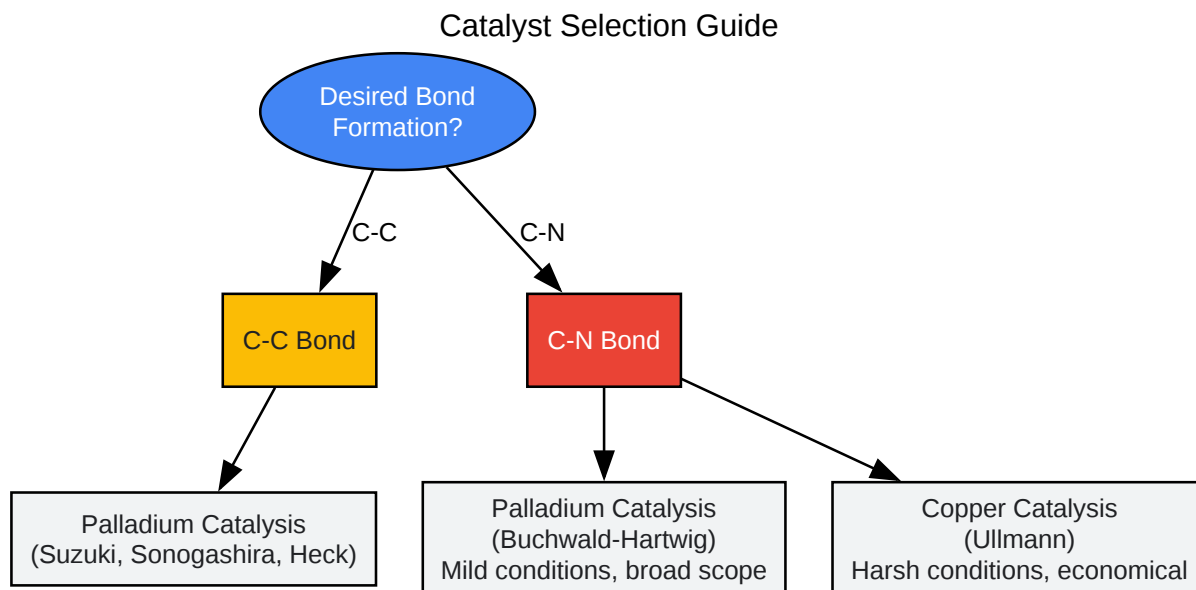 Catalyst Selection Guide
Desired Bond
Formation?
C-C
C-N
C-C Bond
C-N Bond
Palladium Catalysis
(Suzuki, Sonogashira, Heck)
Palladium Catalysis
(Buchwald-Hartwig)
Mild conditions, broad scope
Copper Catalysis
(Ullmann)
Harsh conditions, economical